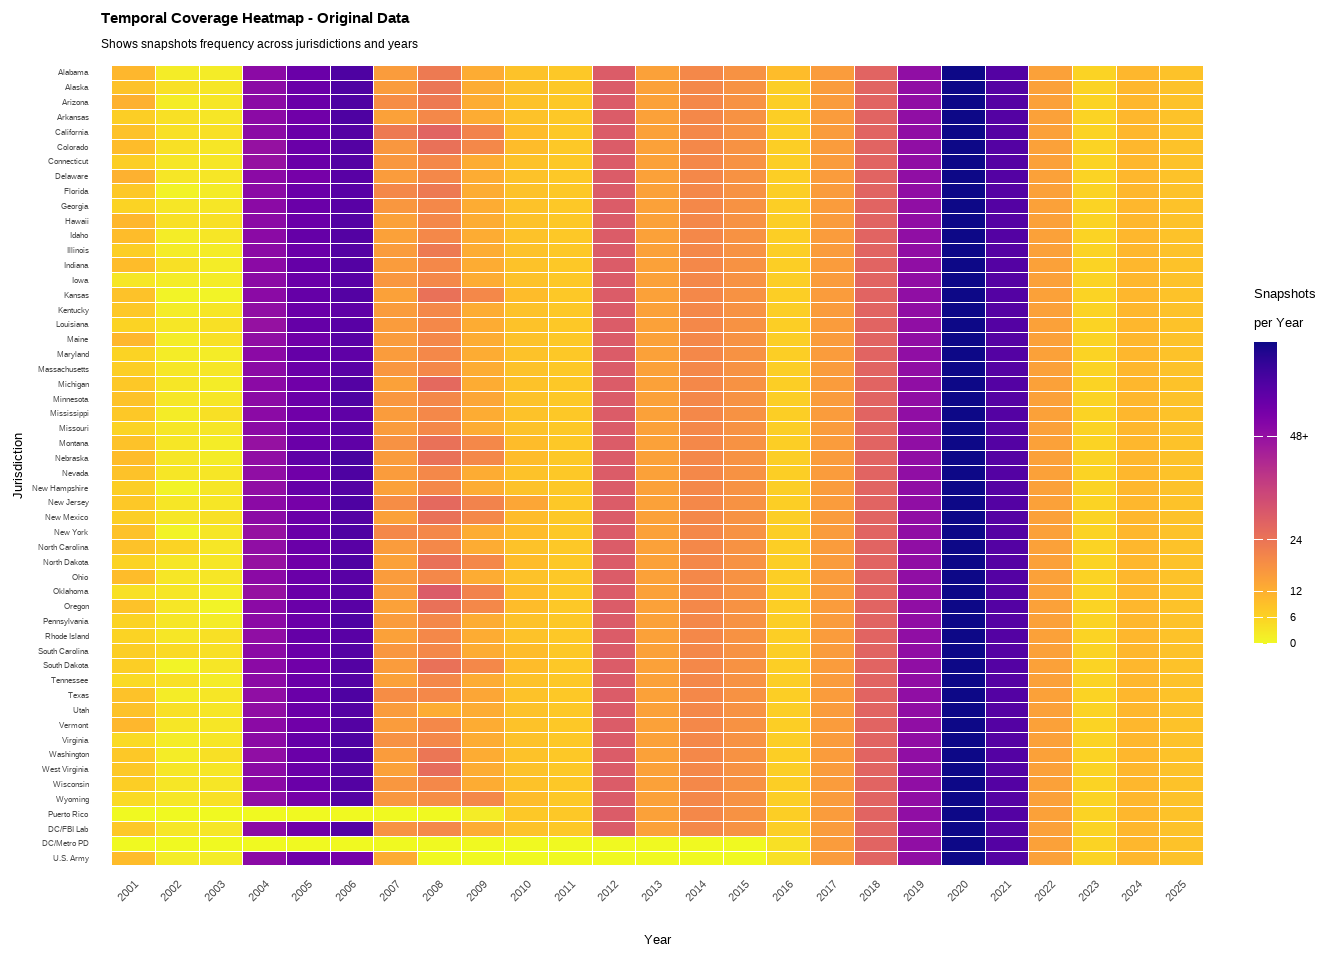 Temporal Coverage Heatmap - Original Data
Shows snapshots frequency across jurisdictions and years
Jurisdiction
Alabama
Alaska
Arizona
Arkansas
California
Colorado
Connecticut
Delaware
Florida
Georgia
Hawaii
Idaho
Illinois
Indiana
Iowa
Kansas
Kentucky
Louisiana
Maine
Maryland
Massachusetts
Michigan
Minnesota
Mississippi
Missouri
Montana
Nebraska
Nevada
New Hampshire
New Jersey
New Mexico
New York
North Carolina
North Dakota
Ohio
Oklahoma
Oregon
Pennsylvania
Rhode Island
South Carolina
South Dakota
Tennessee
Texas
Utah
Vermont
Virginia
Washington
West Virginia
Wisconsin
Wyoming
Puerto Rico
DC/FBI Lab
DC/Metro PD
U.S. Army
2001 2002 2003 2004 2005 2006 2007 2008 2009 2010 2011 2012 2013 2014 2015 2016 2017 2018 2019 2020 2021 2022 2023 2024 2025
Year
Snapshots
per Year
48+
24
12
6
0